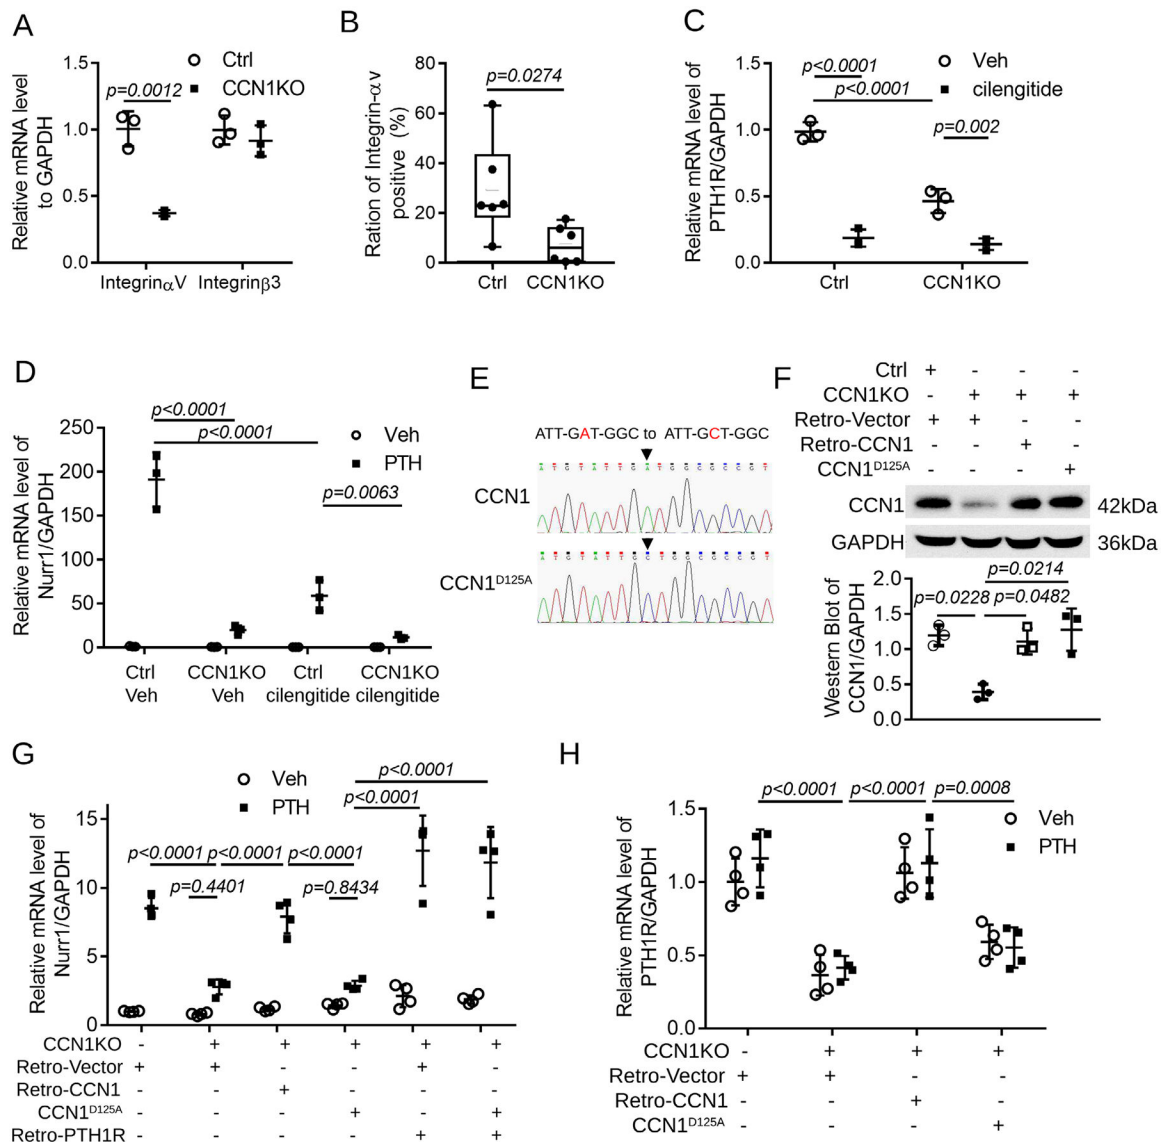 A
Relative mRNA level
to GAPDH
Ctrl
CCN1KO
p=0.0012
1.5
1.0
0.5
0.0
IntegrinαV
Integrinβ3
B
Ration of Integrin-αv
positive (%)
p=0.0274
80
60
40
20
0
Ctrl
CCN1KO
C
Relative mRNA level of
PTH1R/GAPDH
Veh
cilengitide
p<0.0001
p<0.0001
p=0.002
1.5
1.0
0.5
0.0
Ctrl
CCN1KO
D
Relative mRNA level of
Nurr1/GAPDH
Veh
PTH
p<0.0001
p<0.0001
p=0.0063
250
200
150
100
50
0
Ctrl
Veh
CCN1KO
Veh
Ctrl
cilengitide
CCN1KO
cilengitide
E
ATT-GAT-GGC to ATT-GCT-GGC
CCN1
A T G T A T T G A T G G C G C C G T
CCN1D125A
A T G T A T T G C T G G C G C C G T
F
Ctrl + - - -
CCN1KO - + + +
Retro-Vector + + - -
Retro-CCN1 - - + -
CCN1D125A - - - +
CCN1 42kDa
GAPDH 36kDa
Western Blot of
CCN1/GAPDH
p=0.0214
p=0.0228
p=0.0482
2.0
1.5
1.0
0.5
0.0
G
Relative mRNA level of
Nurr1/GAPDH
Veh
PTH
p<0.0001
p<0.0001
p<0.0001 p<0.0001 p<0.0001
p=0.4401 p=0.8434
15
10
5
0
CCN1KO - + + + + +
Retro-Vector + + - - + -
Retro-CCN1 - - + - - -
CCN1D125A - - - + - +
Retro-PTH1R - - - - + +
H
Relative mRNA level of
PTH1R/GAPDH
Veh
PTH
p<0.0001 p<0.0001 p=0.0008
1.5
1.0
0.5
0.0
CCN1KO - + + +
Retro-Vector + + - -
Retro-CCN1 - - + -
CCN1D125A - - - +